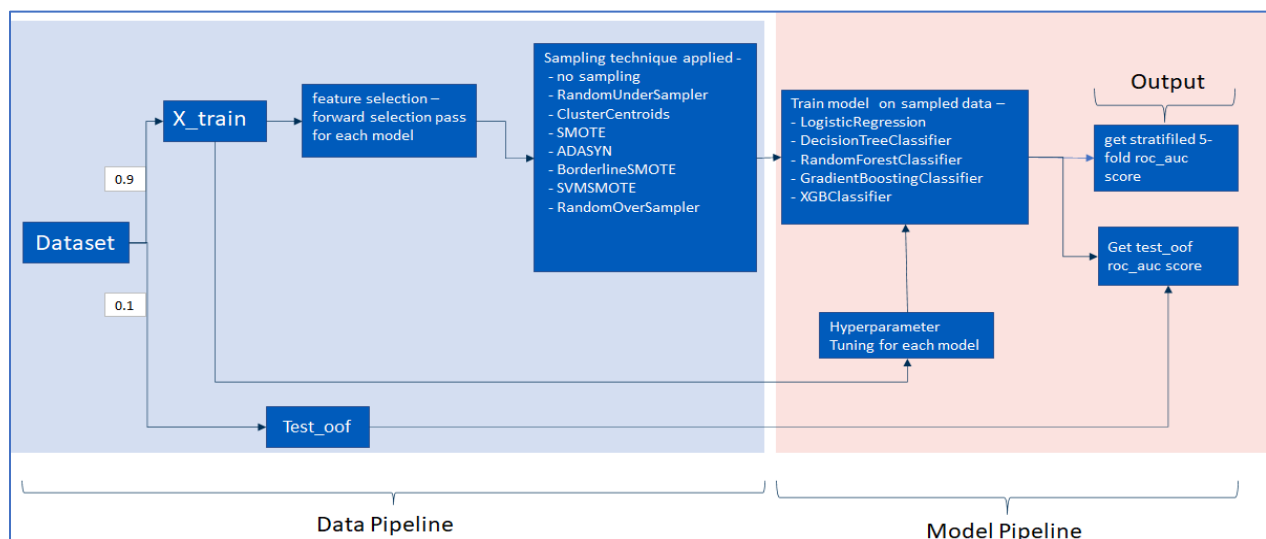 Dataset
0.9
0.1
X_train
feature selection –
forward selection pass
for each model
Sampling technique applied -
- no sampling
- RandomUnderSampler
- ClusterCentroids
- SMOTE
- ADASYN
- BorderlineSMOTE
- SVMSMOTE
- RandomOverSampler
Test_oof
Data Pipeline
Train model on sampled data –
- LogisticRegression
- DecisionTreeClassifier
- RandomForestClassifier
- GradientBoostingClassifier
- XGBClassifier
Hyperparameter
Tuning for each model
Output
get stratifiled 5-
fold roc_auc
score
Get test_oof
roc_auc score
Model Pipeline